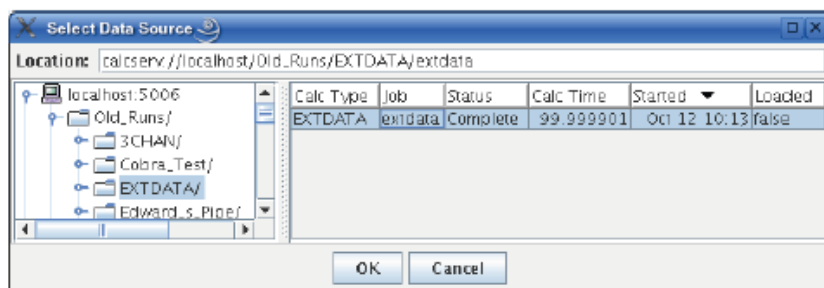 Select Data Source
Location: calcserv://localhost/Old_Runs/EXTDATA/extdata
localhost:5006
Old_Runs/
3CHAN/
Cobra_Test/
EXTDATA/
Edward_s_Pipe/
Calc Type Job Status Calc Time Started Loaded
EXTDATA extdata Complete 99.999901 Oct 12 10:13 false
OK Cancel